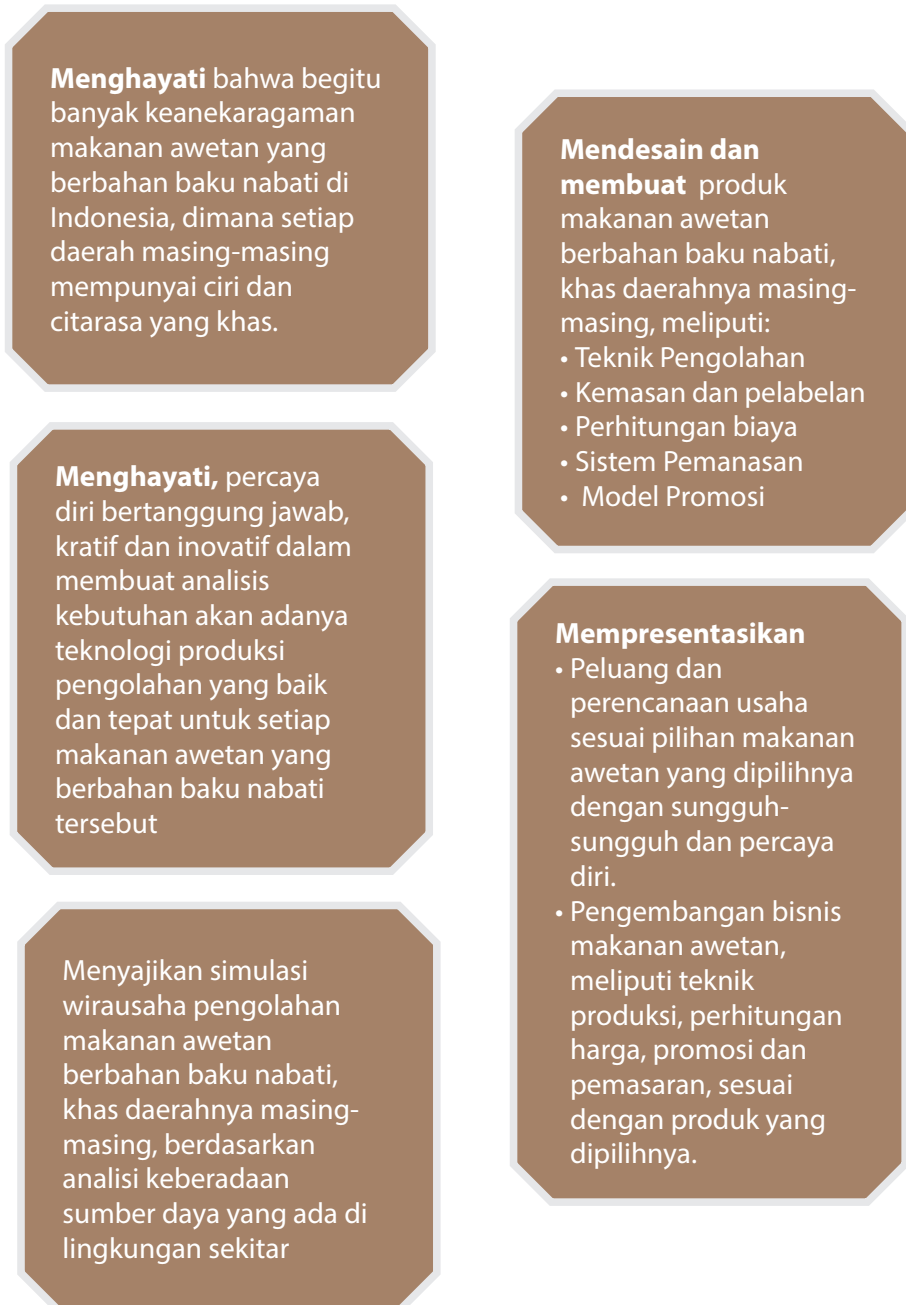 Menghayati bahwa begitu
banyak keanekaragaman
makanan awetan yang
berbahan baku nabati di
Indonesia, dimana setiap
daerah masing-masing
mempunyai ciri dan
citarasa yang khas.
Menghayati, percaya
diri bertanggung jawab,
kratif dan inovatif dalam
membuat analisis
kebutuhan akan adanya
teknologi produksi
pengolahan yang baik
dan tepat untuk setiap
makanan awetan yang
berbahan baku nabati
tersebut
Menyajikan simulasi
wirausaha pengolahan
makanan awetan
berbahan baku nabati,
khas daerahnya masing-
masing, berdasarkan
analisi keberadaan
sumber daya yang ada di
lingkungan sekitar
Mendesain dan
membuat produk
makanan awetan
berbahan baku nabati,
khas daerahnya masing-
masing, meliputi:
• Teknik Pengolahan
• Kemasan dan pelabelan
• Perhitungan biaya
• Sistem Pemanasan
• Model Promosi
Mempresentasikan
• Peluang dan
perencanaan usaha
sesuai pilihan makanan
awetan yang dipilihnya
dengan sungguh-
sungguh dan percaya
diri.
• Pengembangan bisnis
makanan awetan,
meliputi teknik
produksi, perhitungan
harga, promosi dan
pemasaran, sesuai
dengan produk yang
dipilihnya.